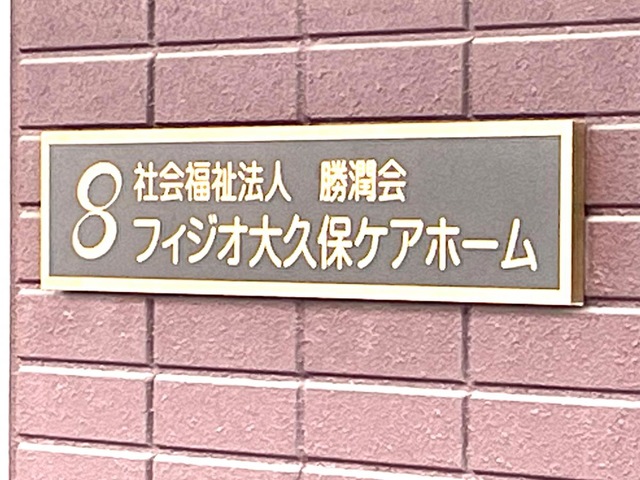 8 社会福祉法人 勝潤会
フィジオ大久保ケアホーム